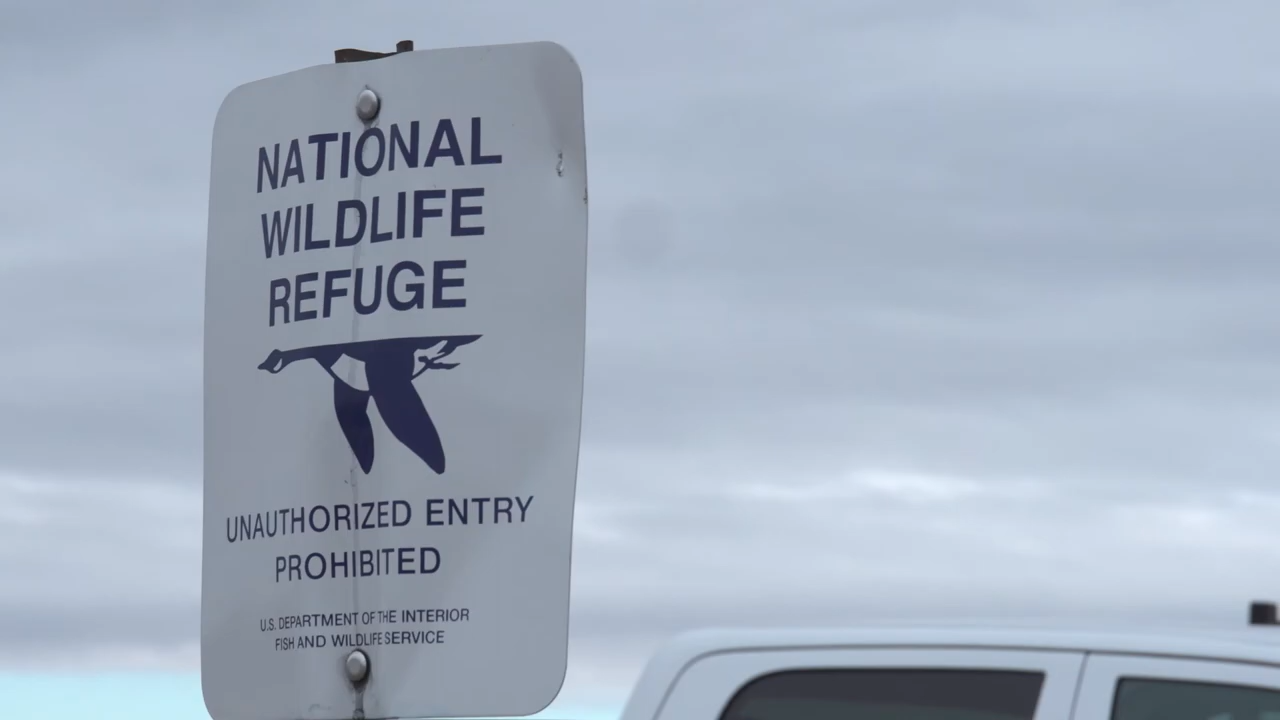 NATIONAL
WILDLIFE
REFUGE
UNAUTHORIZED ENTRY
PROHIBITED
U.S. DEPARTMENT OF THE INTERIOR
FISH AND WILDLIFE SERVICE